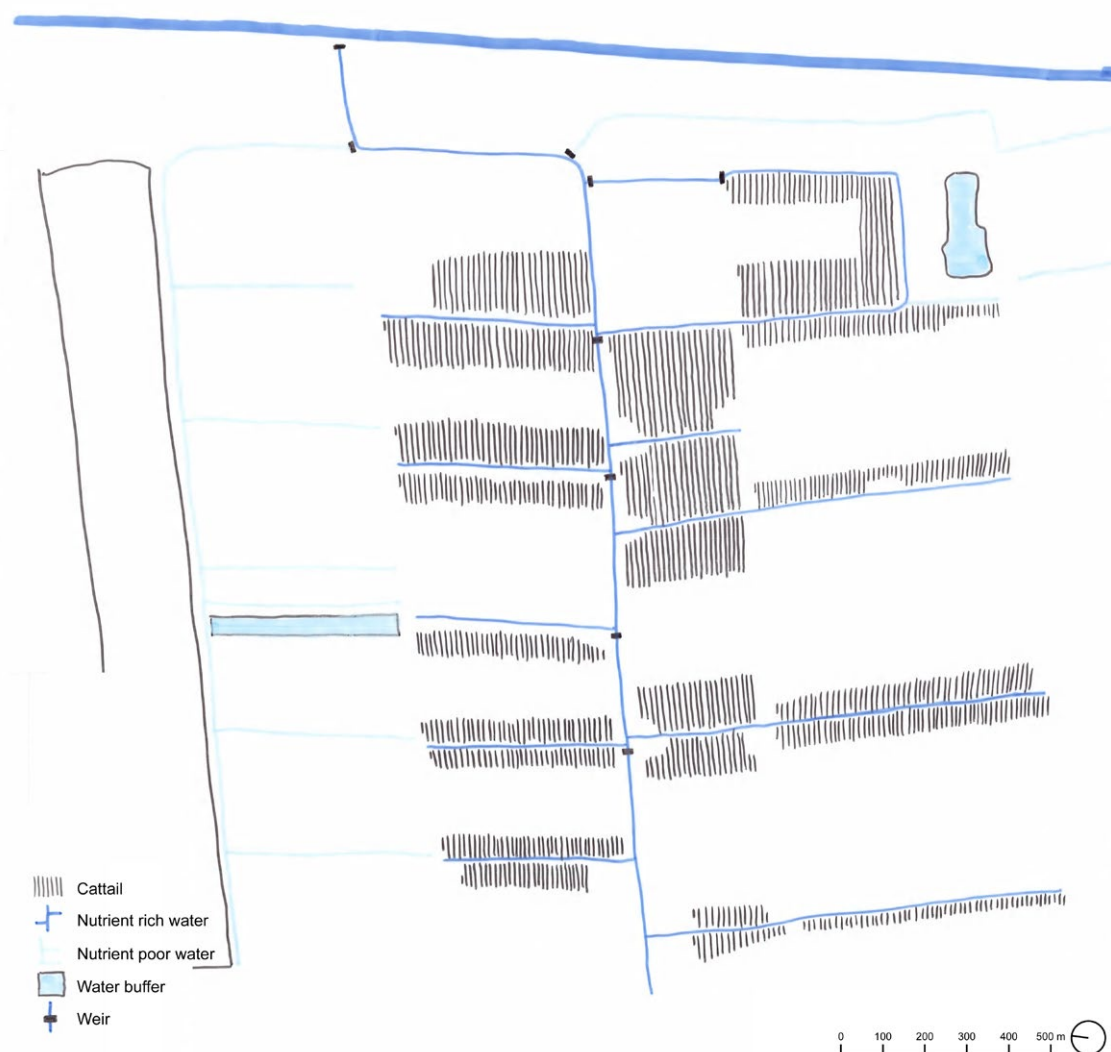 Cattail
Nutrient rich water
Nutrient poor water
Water buffer
Weir
0 100 200 300 400 500 m